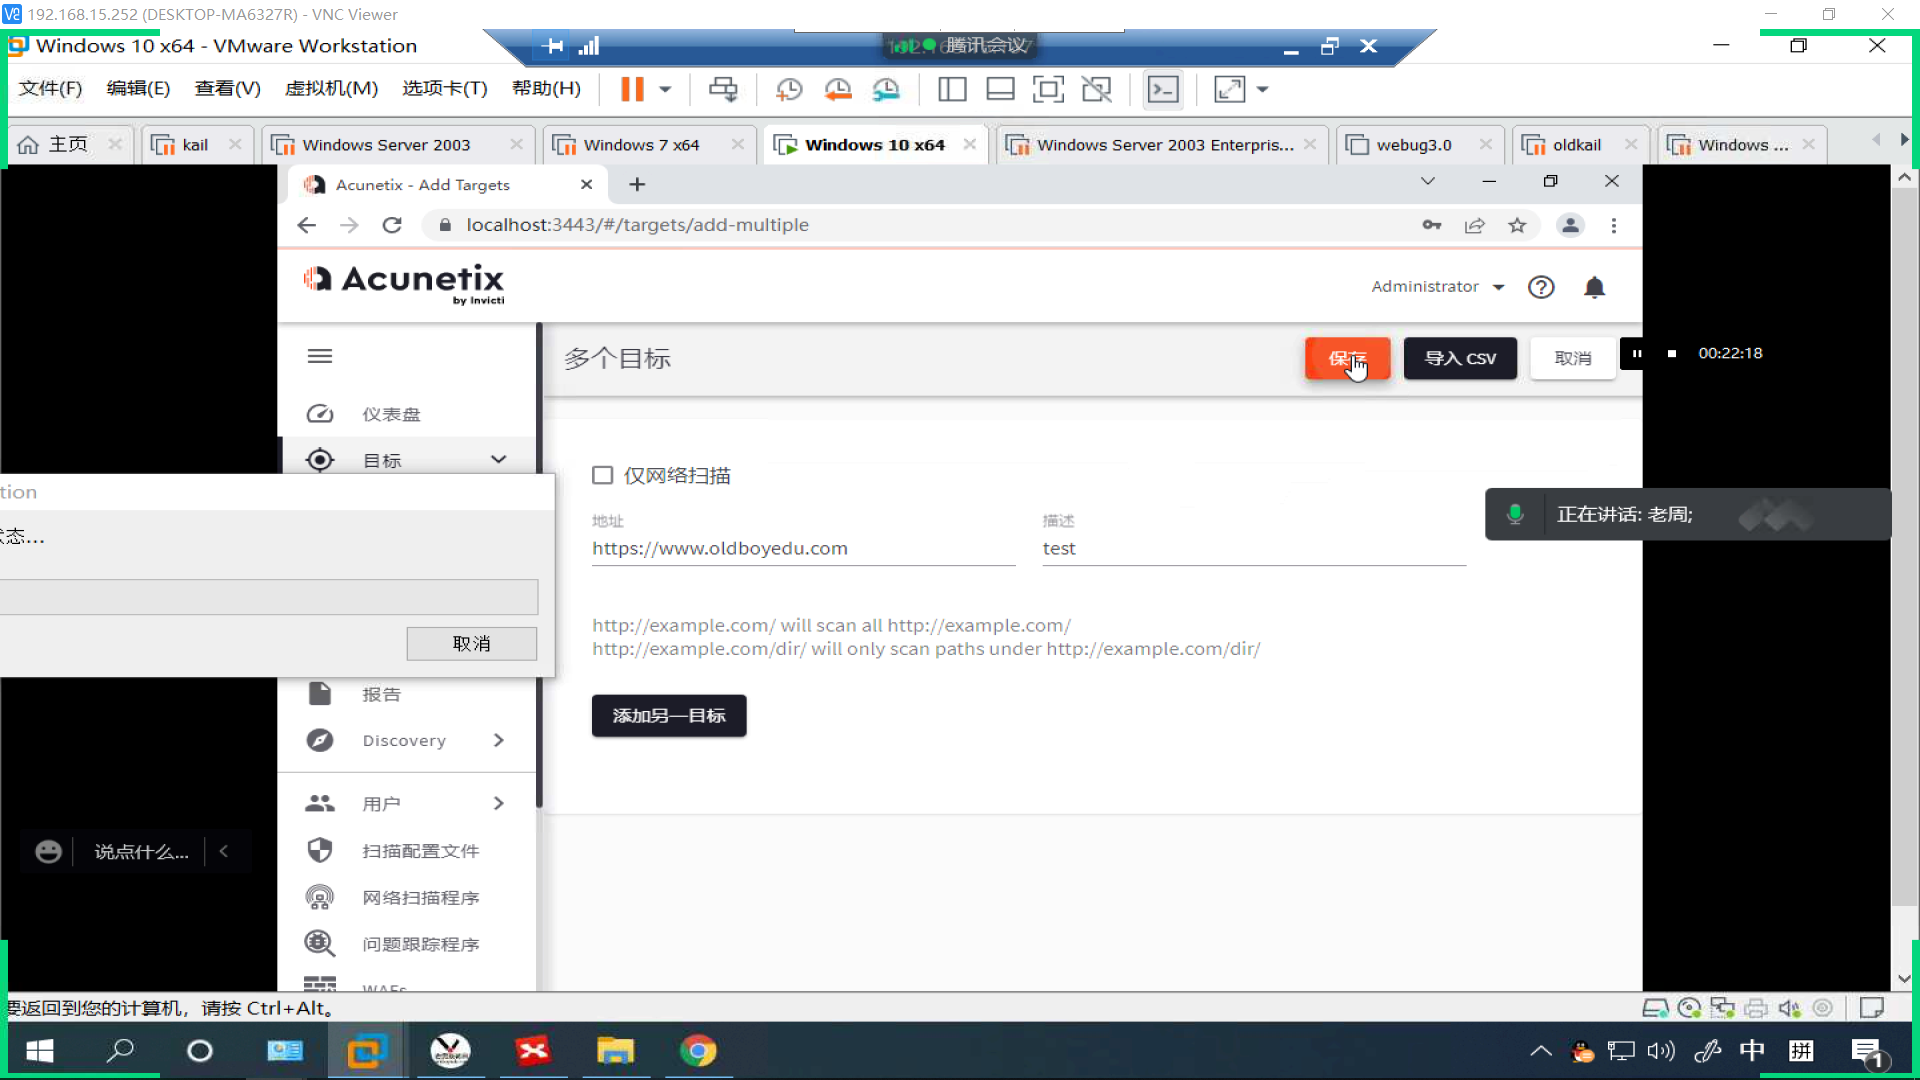 192.168.15.252 (DESKTOP-MA6327R) - VNC Viewer
Windows 10 x64 - VMware Workstation
腾讯会议
文件(F) 编辑(E) 查看(V) 虚拟机(M) 选项卡(T) 帮助(H)
主页 kail Windows Server 2003 Windows 7 x64 Windows 10 x64 Windows Server 2003 Enterpris... webug3.0 oldkail Windows ...
Acunetix - Add Targets
localhost:3443/#/targets/add-multiple
Acunetix
by Invicti
Administrator
多个目标
保存
导入 CSV
取消
00:22:18
仪表盘
目标
仅网络扫描
tion
态...
取消
地址
https://www.oldboyedu.com
描述
test
正在讲话: 老周;
http://example.com/ will scan all http://example.com/
http://example.com/dir/ will only scan paths under http://example.com/dir/
添加另一目标
报告
Discovery
用户
扫描配置文件
网络扫描程序
问题跟踪程序
WAFs
说点什么...
要返回到您的计算机，请按 Ctrl+Alt。
中
拼
1